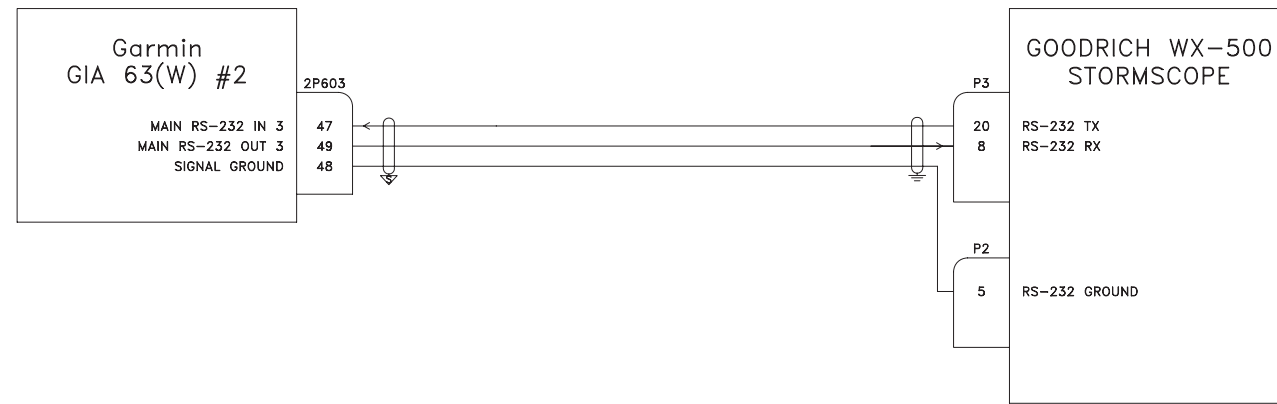 Garmin
GIA 63(W) #2
2P603
MAIN RS-232 IN 3 47
MAIN RS-232 OUT 3 49
SIGNAL GROUND 48
S
GOODRICH WX-500
STORMSCOPE
P3
20 RS-232 TX
8 RS-232 RX
P2
5 RS-232 GROUND